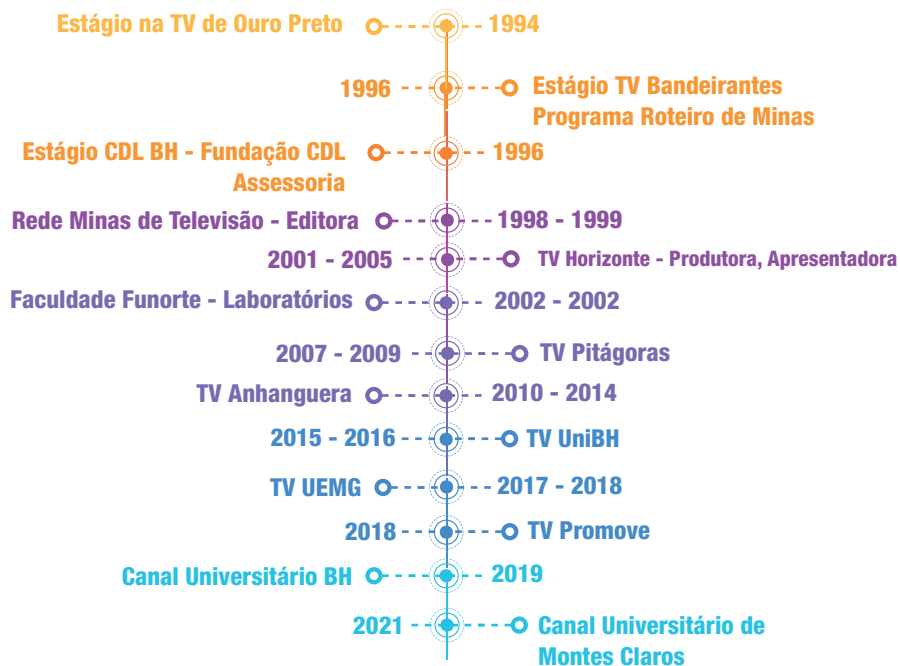 Estágio na TV de Ouro Preto
1994
1996
Estágio TV Bandeirantes
Programa Roteiro de Minas
Estágio CDL BH - Fundação CDL
Assessoria
1996
Rede Minas de Televisão - Editora
1998 - 1999
2001 - 2005
TV Horizonte - Produtora, Apresentadora
Faculdade Funorte - Laboratórios
2002 - 2002
2007 - 2009
TV Pitágoras
TV Anhanguera
2010 - 2014
2015 - 2016
TV UniBH
TV UEMG
2017 - 2018
2018
TV Promove
Canal Universitário BH
2019
2021
Canal Universitário de
Montes Claros